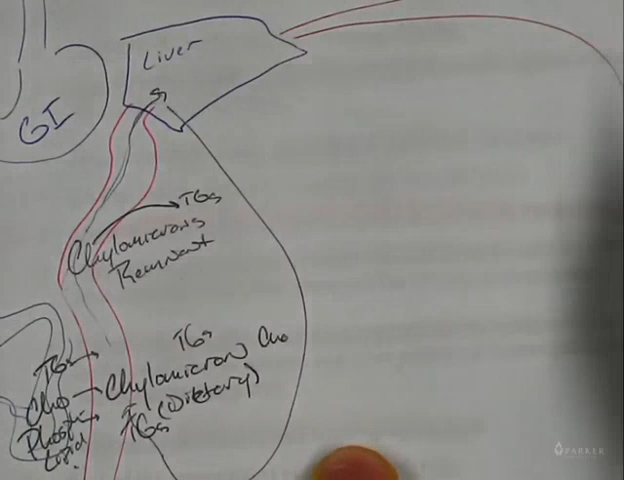 Liver
GI
TGs
Chylomicrons
Remnant
TGs
TGs
Cho
Chylomicron
Cho
(Dietary)
TGs
Phospho
Lipid
PARKER